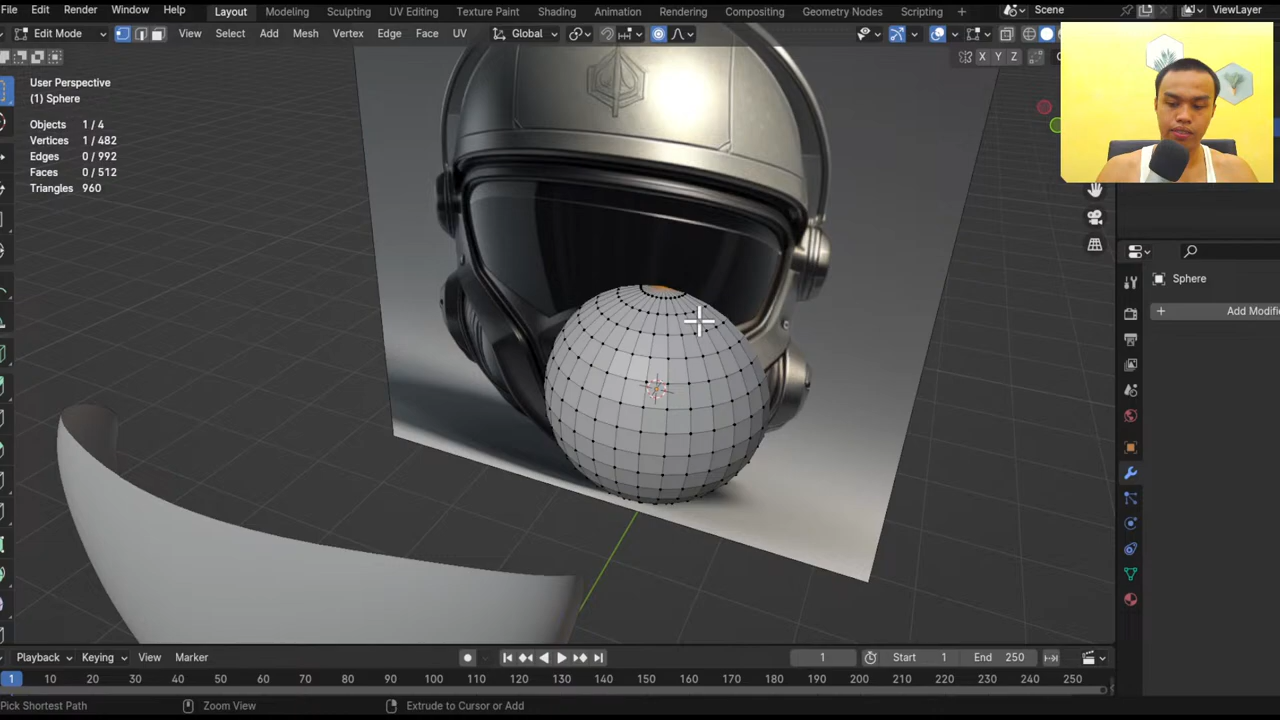 File Edit Render Window Help Layout Modeling Sculpting UV Editing Texture Paint Shading Animation Rendering Compositing Geometry Nodes Scripting + Scene ViewLayer
Edit Mode View Select Add Mesh Vertex Edge Face UV Global
X Y Z
User Perspective
(1) Sphere
Objects 1 / 4
Vertices 1 / 482
Edges 0 / 992
Faces 0 / 512
Triangles 960
Sphere
+ Add Modifi
Playback Keying View Marker 1 Start 1 End 250
1 10 20 30 40 50 60 70 80 90 100 110 120 130 140 150 160 170 180 190 200 210 220 230 240 250
Pick Shortest Path Zoom View Extrude to Cursor or Add